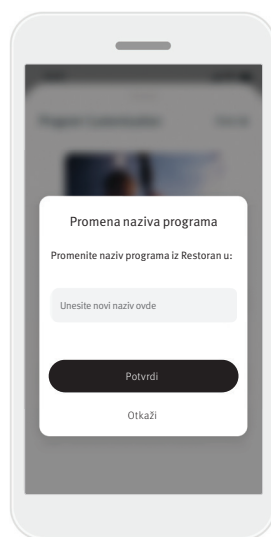 Promena naziva programa
Promenite naziv programa iz Restoran u:
Unesite novi naziv ovde
Potvrdi
Otkaži